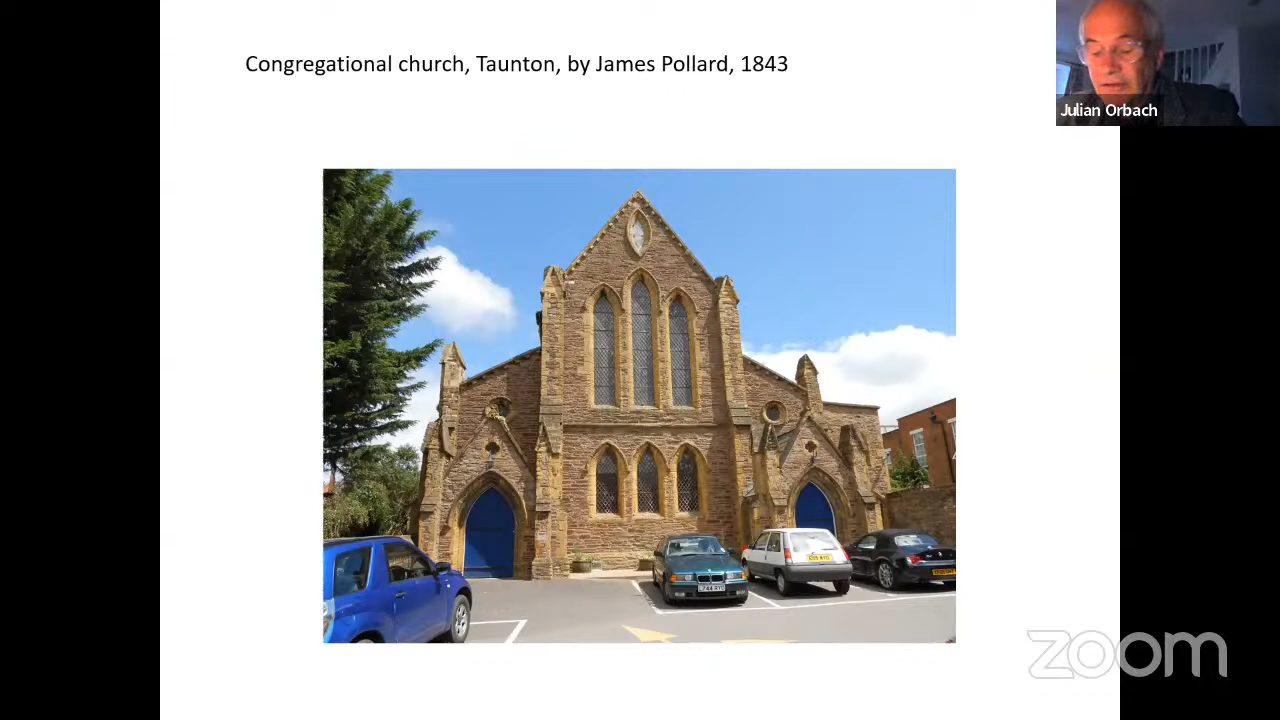 Congregational church, Taunton, by James Pollard, 1843
Julian Orbach
zoom